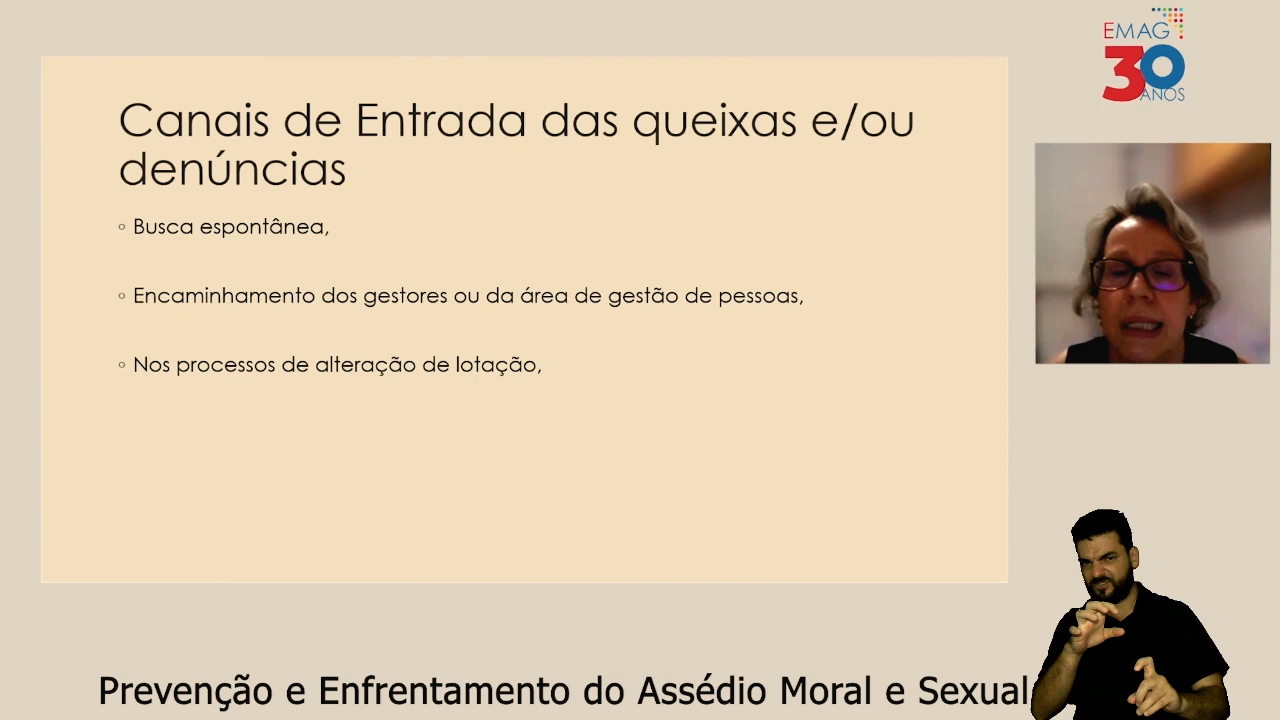 EMAG
30
ANOS
Canais de Entrada das queixas e/ou
denúncias
◦ Busca espontânea,
◦ Encaminhamento dos gestores ou da área de gestão de pessoas,
◦ Nos processos de alteração de lotação,
Prevenção e Enfrentamento do Assédio Moral e Sexual